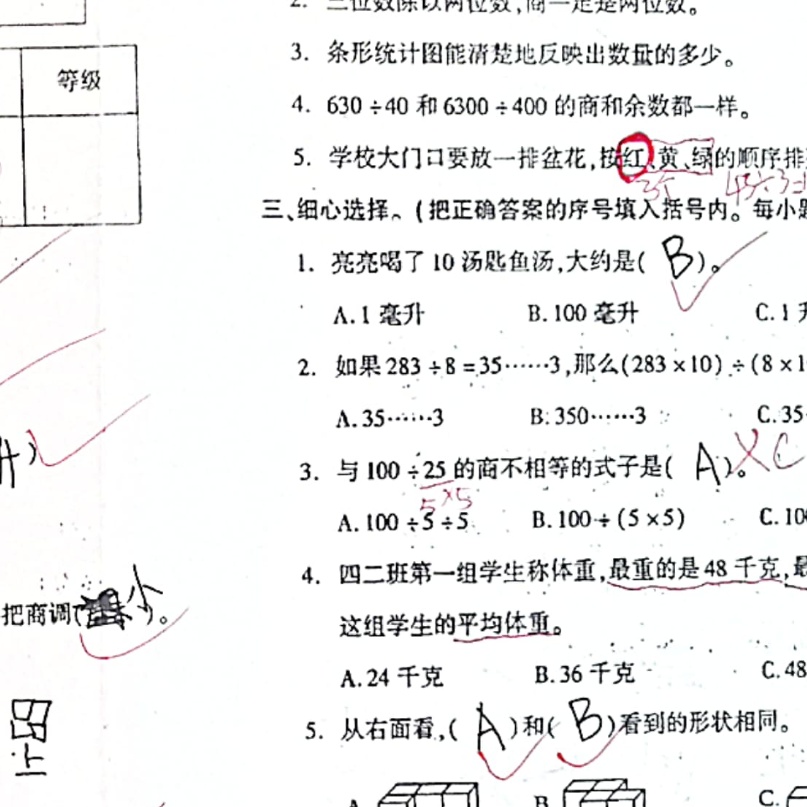 2. 三位数除以两位数,商一定是两位数。
等级
3. 条形统计图能清楚地反映出数量的多少。
4. 630÷40 和 6300÷400 的商和余数都一样。
5. 学校大门口要放一排盆花,按红、黄、绿的顺序排
3个 43÷3=
三、细心选择。(把正确答案的序号填入括号内。每小题
1. 亮亮喝了 10 汤匙鱼汤,大约是( B )。
A. 1 毫升 B. 100 毫升 C. 1 升
2. 如果 283÷8=35……3,那么(283×10)÷(8×1
A. 35……3 B. 350……3 C. 35
升)
3. 与 100÷25 的商不相等的式子是( A )。 C
5×5
A. 100÷5÷5 B. 100÷(5×5) C. 10
4. 四二班第一组学生称体重,最重的是 48 千克,最
把商调( 小 )。
这组学生的平均体重。
A. 24 千克 B. 36 千克 C. 48
5. 从右面看,( A )和( B )看到的形状相同。
上
A. B. C.